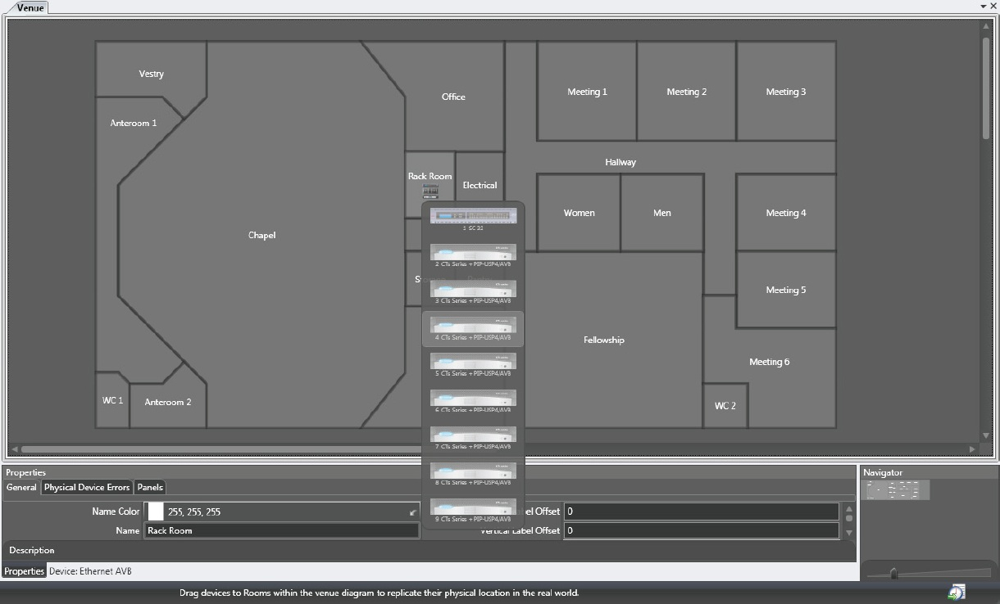 Venue
Vestry
Anteroom 1
Office
Meeting 1
Meeting 2
Meeting 3
Rack Room
Electrical
Hallway
Women
Men
Meeting 4
Chapel
1 SC 32
2 CTs Series + PIP-USP4/AVB
3 CTs Series + PIP-USP4/AVB
4 CTs Series + PIP-USP4/AVB
5 CTs Series + PIP-USP4/AVB
6 CTs Series + PIP-USP4/AVB
7 CTs Series + PIP-USP4/AVB
8 CTs Series + PIP-USP4/AVB
9 CTs Series + PIP-USP4/AVB
Meeting 5
Fellowship
Meeting 6
WC 1
Anteroom 2
WC 2
Properties
Navigator
General Physical Device Errors Panels
Name Color 255, 255, 255
Offset 0
Name Rack Room
Vertical Label Offset 0
Description
Properties Device: Ethernet AVB
Drag devices to Rooms within the venue diagram to replicate their physical location in the real world.